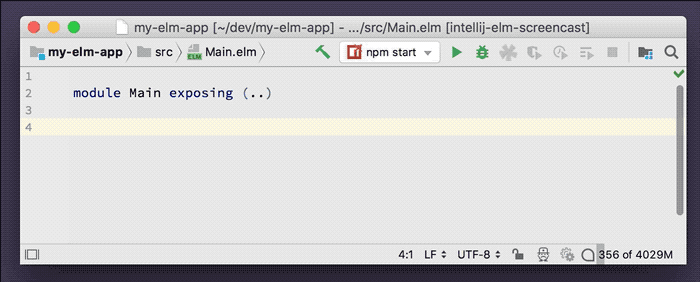 my-elm-app [~/dev/my-elm-app] - .../src/Main.elm [intellij-elm-screencast]
my-elm-app src Main.elm npm start
1
2 module Main exposing (..)
3
4
4:1 LF UTF-8 356 of 4029M